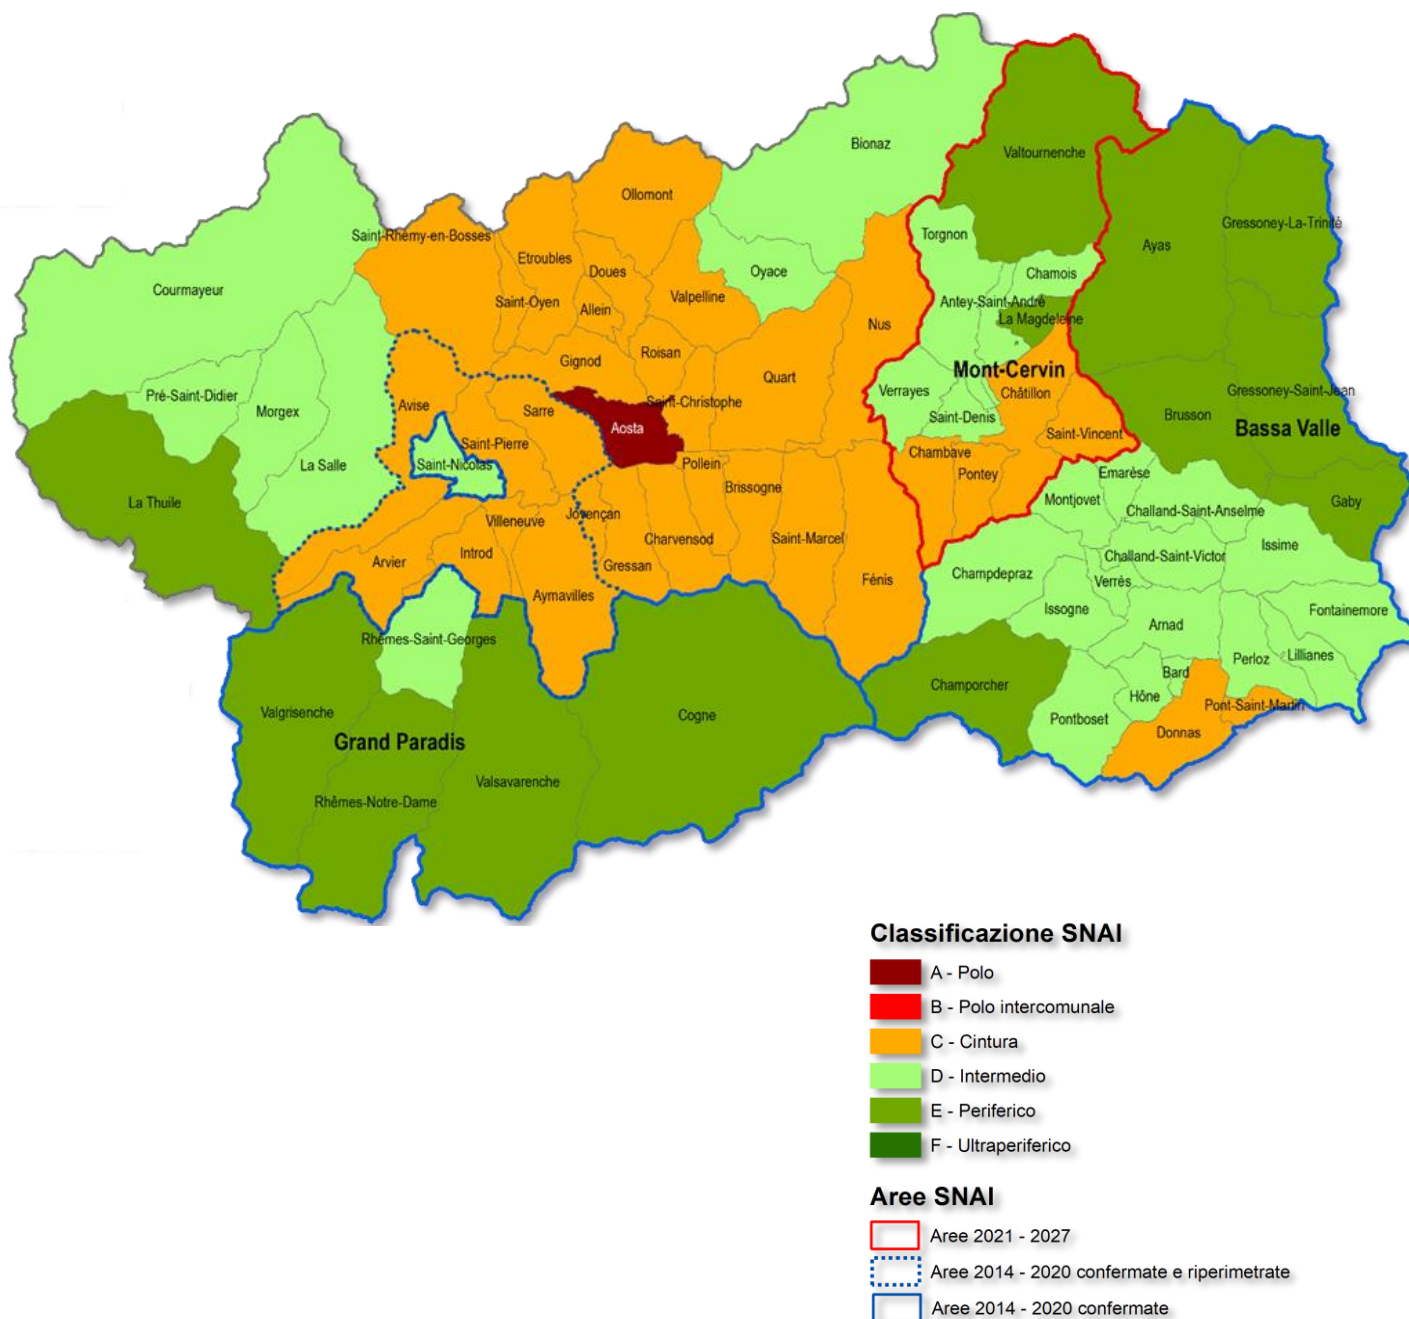 Bionaz
Valtournenche
Ollomont
Saint-Rhémy-en-Bosses
Torgnon
Gressoney-La-Trinité
Ayas
Etroubles
Doues
Oyace
Chamois
Courmayeur
Valpelline
Saint-Oyen
Antey-Saint-André
Allein
La Magdeleine
Nus
Roisan
Gignod
Mont-Cervin
Quart
Verrayes
Châtillon
Gressoney-Saint-Jean
Pré-Saint-Didier
Morgex
Avise
Sarre
Saint-Christophe
Saint-Denis
Brusson
Aosta
Bassa Valle
Saint-Vincent
Saint-Pierre
Chambave
La Salle
Saint-Nicolas
Pollein
Pontey
Emarèse
Brissogne
La Thuile
Montjovet
Gaby
Challand-Saint-Anselme
Jovençan
Villeneuve
Charvensod
Saint-Marcel
Issime
Introd
Challand-Saint-Victor
Arvier
Gressan
Champdepraz
Verrès
Fénis
Aymavilles
Issogne
Fontainemore
Arnad
Rhêmes-Saint-Georges
Perloz
Lillianes
Bard
Champorcher
Hône
Pont-Saint-Martin
Valgrisenche
Cogne
Pontboset
Donnas
Grand Paradis
Valsavarenche
Rhêmes-Notre-Dame
Classificazione SNAI
A - Polo
B - Polo intercomunale
C - Cintura
D - Intermedio
E - Periferico
F - Ultraperiferico
Aree SNAI
Aree 2021 - 2027
Aree 2014 - 2020 confermate e riperimetrate
Aree 2014 - 2020 confermate